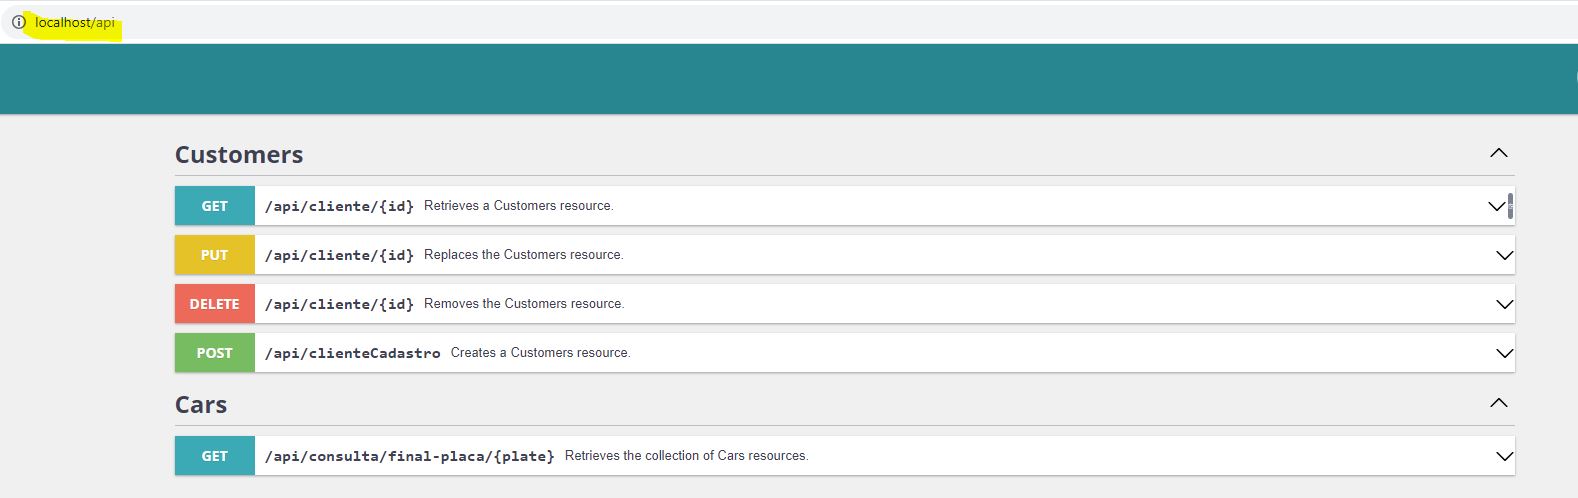 localhost/api
Customers
GET /api/cliente/{id} Retrieves a Customers resource.
PUT /api/cliente/{id} Replaces the Customers resource.
DELETE /api/cliente/{id} Removes the Customers resource.
POST /api/clienteCadastro Creates a Customers resource.
Cars
GET /api/consulta/final-placa/{plate} Retrieves the collection of Cars resources.